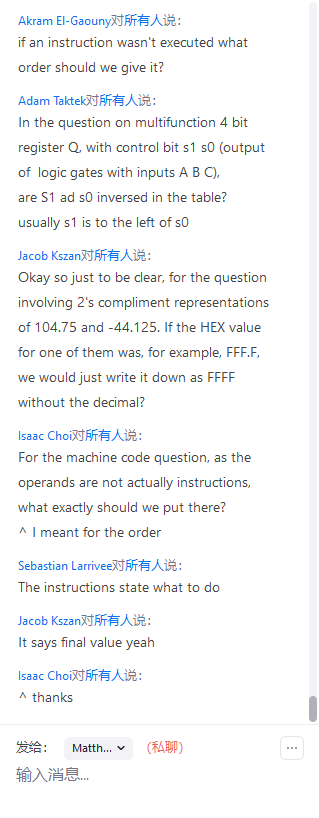 Akram El-Gaouny对所有人说:
if an instruction wasn't executed what
order should we give it?
Adam Taktek对所有人说:
In the question on multifunction 4 bit
register Q, with control bit s1 s0 (output
of logic gates with inputs A B C),
are S1 ad s0 inversed in the table?
usually s1 is to the left of s0
Jacob Kszan对所有人说:
Okay so just to be clear, for the question
involving 2's compliment representations
of 104.75 and -44.125. If the HEX value
for one of them was, for example, FFF.F,
we would just write it down as FFFF
without the decimal?
Isaac Choi对所有人说:
For the machine code question, as the
operands are not actually instructions,
what exactly should we put there?
^ I meant for the order
Sebastian Larrivee对所有人说:
The instructions state what to do
Jacob Kszan对所有人说:
It says final value yeah
Isaac Choi对所有人说:
^ thanks
发给: Matth... (私聊)
输入消息...